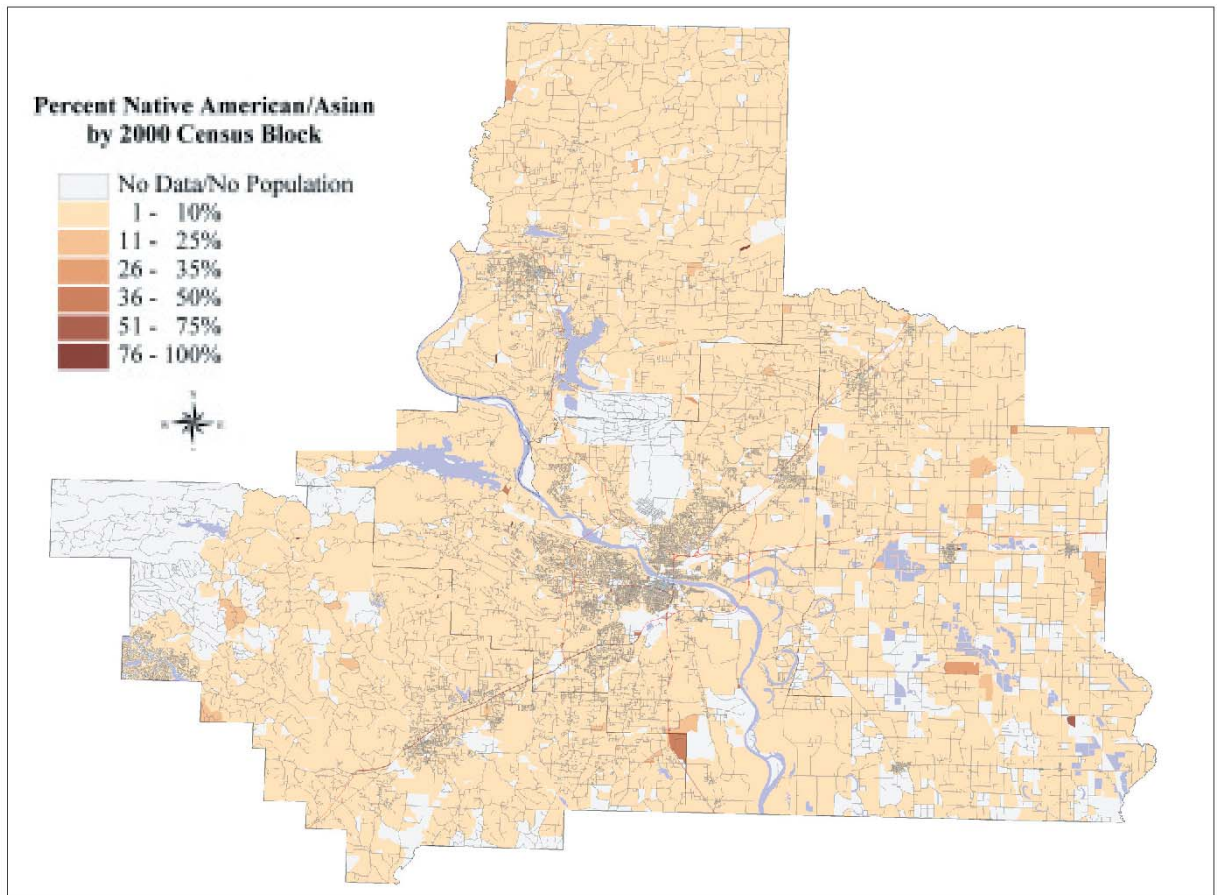 Percent Native American/Asian
by 2000 Census Block
No Data/No Population
1 - 10%
11 - 25%
26 - 35%
36 - 50%
51 - 75%
76 - 100%